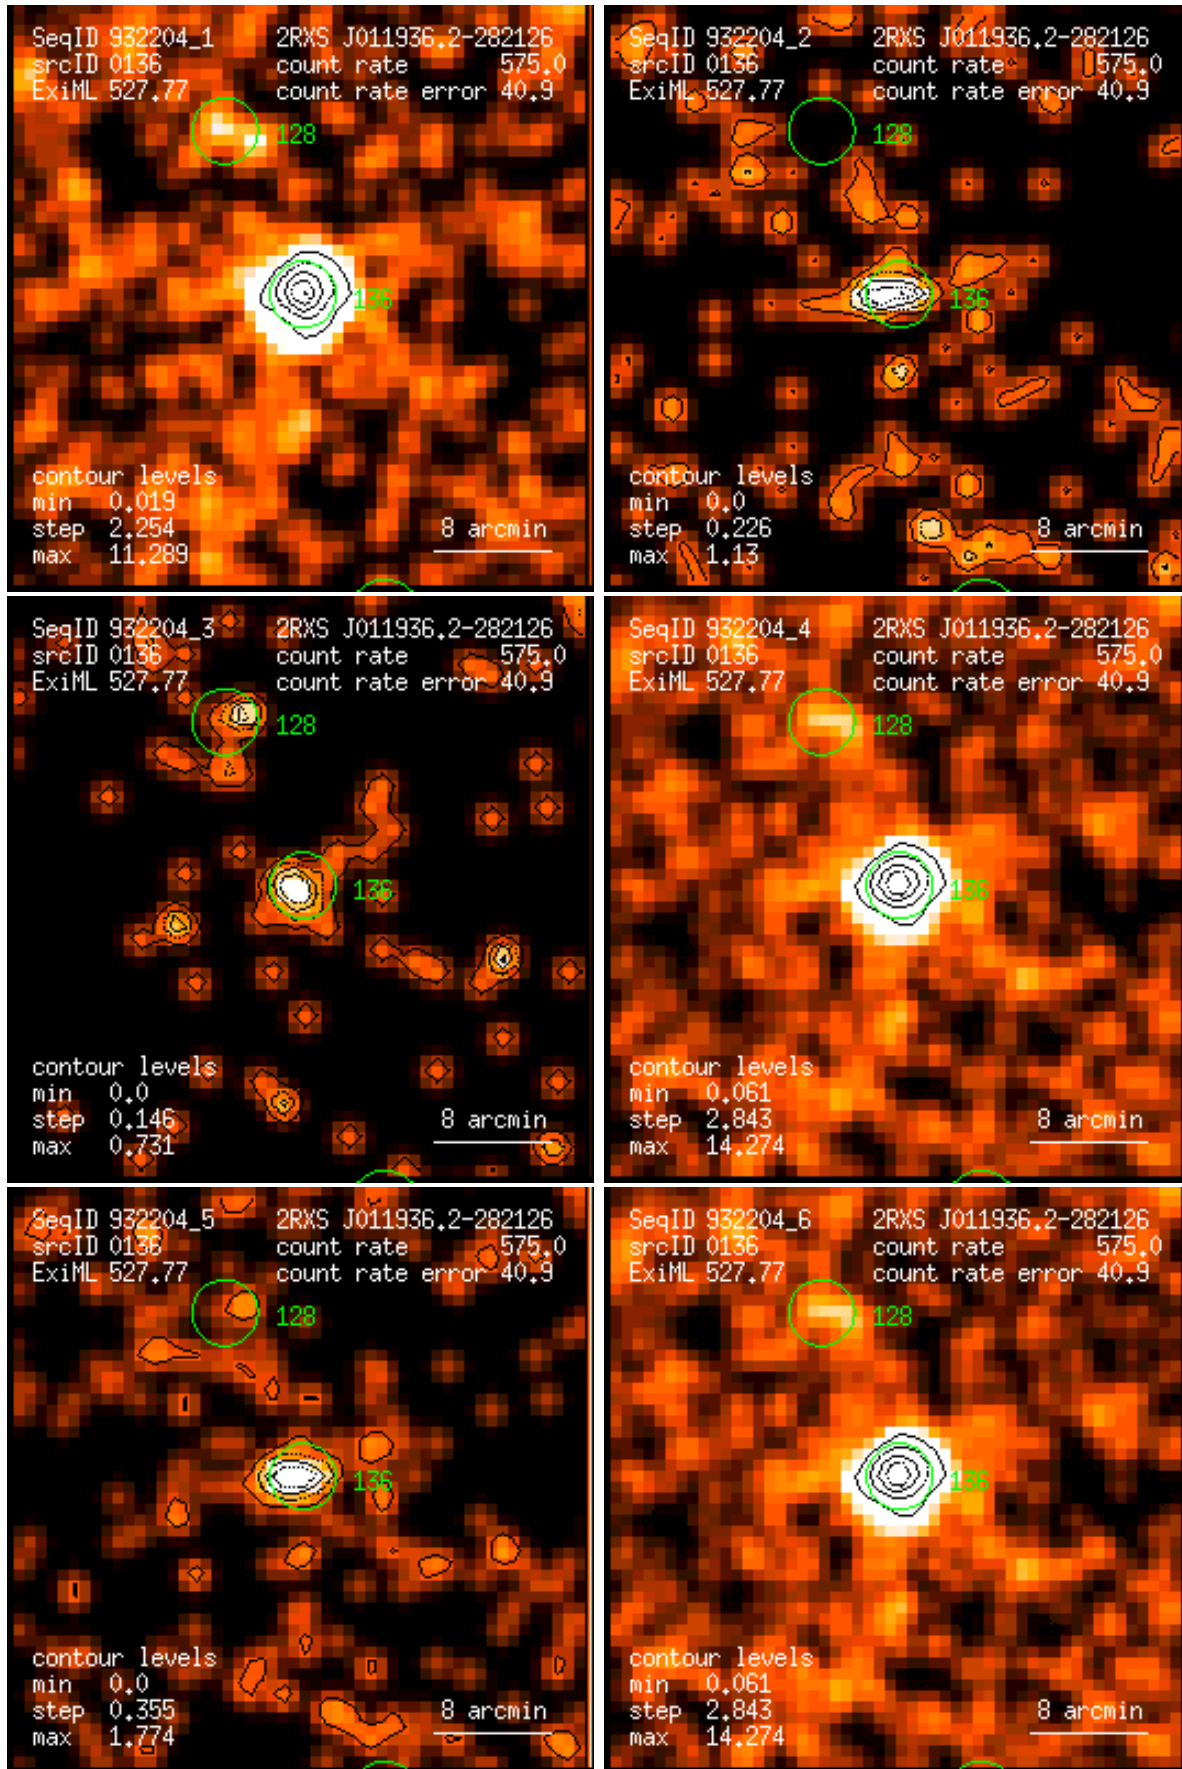 SeqID 932204_1 2RXS J011936.2-282126
srcID 0136 count rate 575.0
ExiML 527.77 count rate error 40.9
128
136
contour levels
min 0.019
step 2.254
max 11.289
8 arcmin
SeqID 932204_2 2RXS J011936.2-282126
srcID 0136 count rate 575.0
ExiML 527.77 count rate error 40.9
128
136
contour levels
min 0.0
step 0.226
max 1.13
8 arcmin
SeqID 932204_3 2RXS J011936.2-282126
srcID 0136 count rate 575.0
ExiML 527.77 count rate error 40.9
128
136
contour levels
min 0.0
step 0.146
max 0.731
8 arcmin
SeqID 932204_4 2RXS J011936.2-282126
srcID 0136 count rate 575.0
ExiML 527.77 count rate error 40.9
128
136
contour levels
min 0.061
step 2.843
max 14.274
8 arcmin
SeqID 932204_5 2RXS J011936.2-282126
srcID 0136 count rate 575.0
ExiML 527.77 count rate error 40.9
128
136
contour levels
min 0.0
step 0.355
max 1.774
8 arcmin
SeqID 932204_6 2RXS J011936.2-282126
srcID 0136 count rate 575.0
ExiML 527.77 count rate error 40.9
128
136
contour levels
min 0.061
step 2.843
max 14.274
8 arcmin